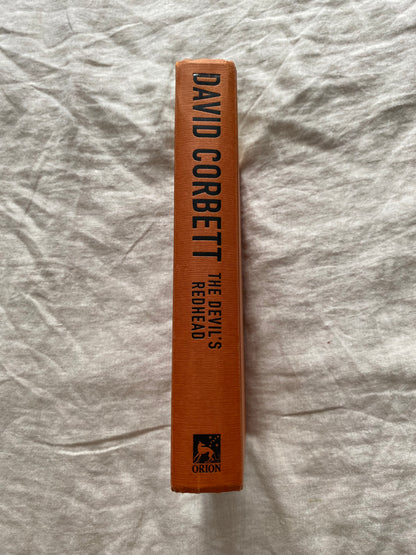 DAVID CORBETT
THE DEVIL'S
REDHEAD
ORION